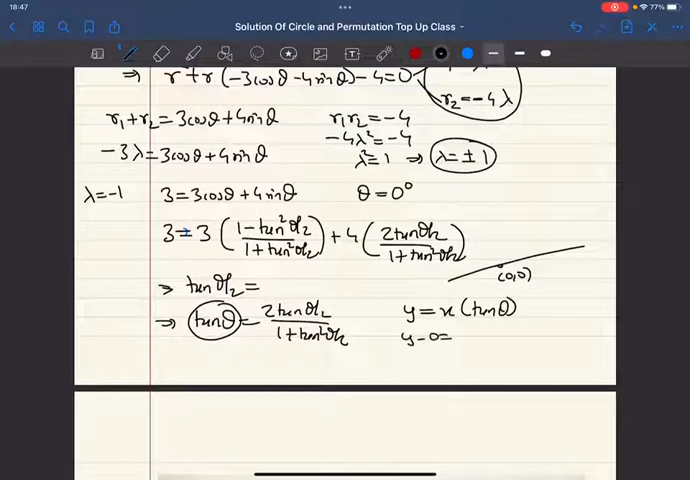 18:47
77%
Solution Of Circle and Permutation Top Up Class
⇒ r²+r(-3cosθ-4sinθ)-4=0
r₂=-4λ
r₁+r₂=3cosθ+4sinθ
r₁r₂=-4
-3λ=3cosθ+4sinθ
-4λ²=-4
λ²=1 ⇒ λ=±1
λ=-1
3=3cosθ+4sinθ
θ=0°
3=3((1-tan²θ/2)/(1+tan²θ/2))+4((2tanθ/2)/(1+tan²θ/2))
(0,0)
⇒ tanθ/2=
⇒ tanθ=(2tanθ/2)/(1+tan²θ/2)
y=x(tanθ)
y-0=